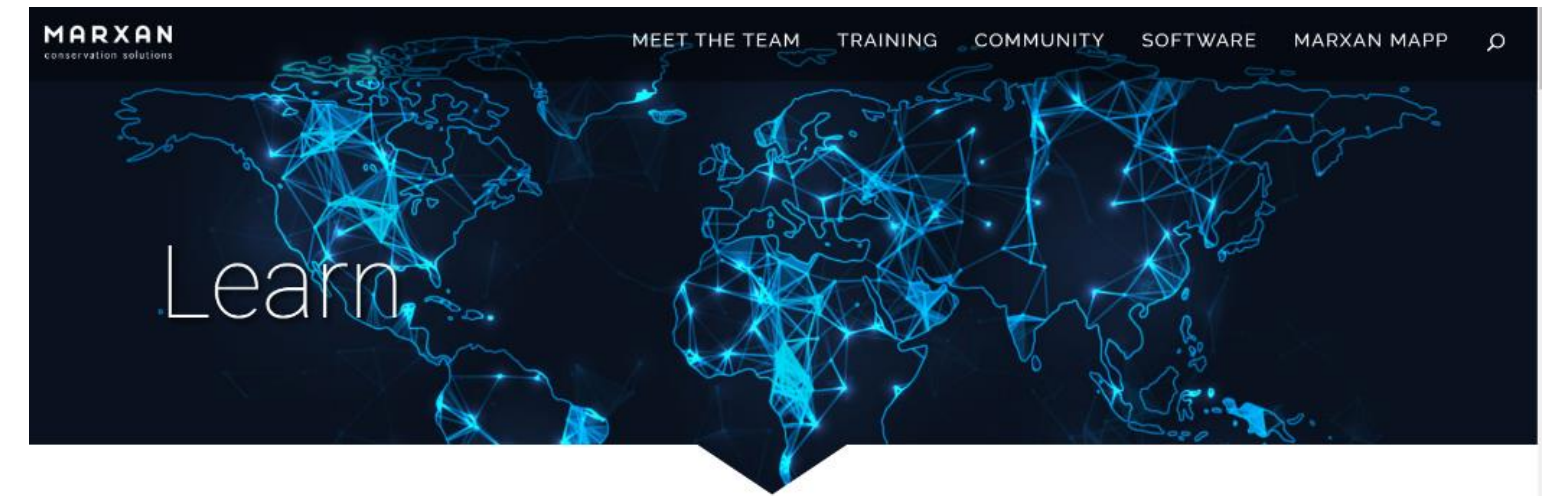 MARXAN
conservation solutions
MEET THE TEAM TRAINING COMMUNITY SOFTWARE MARXAN MAPP
Learn